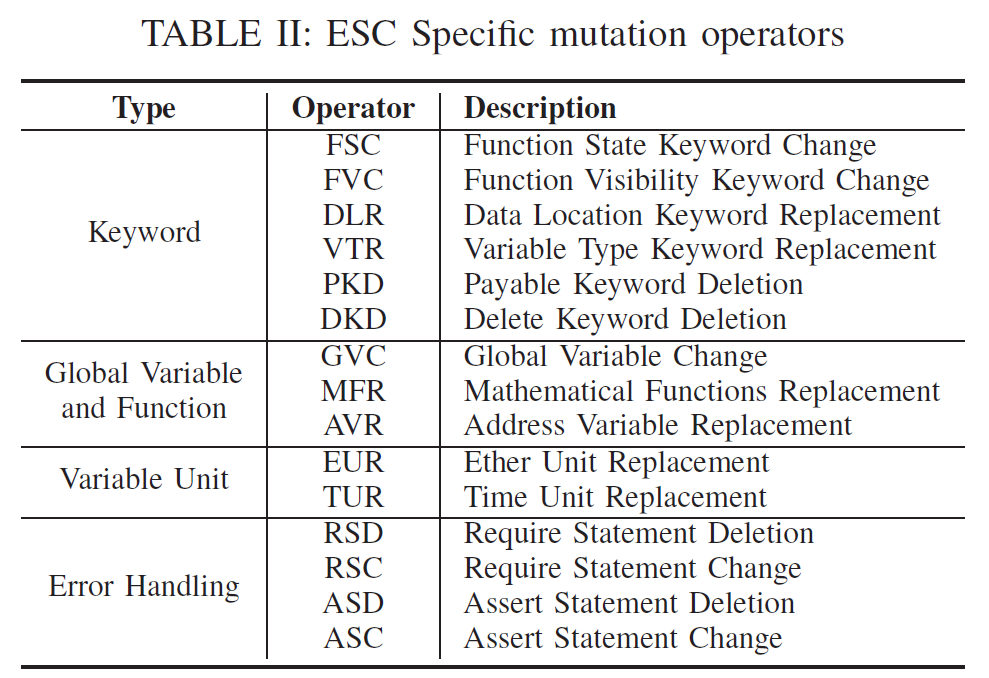 TABLE II: ESC Specific mutation operators
Type Operator Description
Keyword
FSC Function State Keyword Change
FVC Function Visibility Keyword Change
DLR Data Location Keyword Replacement
VTR Variable Type Keyword Replacement
PKD Payable Keyword Deletion
DKD Delete Keyword Deletion
Global Variable
and Function
GVC Global Variable Change
MFR Mathematical Functions Replacement
AVR Address Variable Replacement
Variable Unit
EUR Ether Unit Replacement
TUR Time Unit Replacement
Error Handling
RSD Require Statement Deletion
RSC Require Statement Change
ASD Assert Statement Deletion
ASC Assert Statement Change